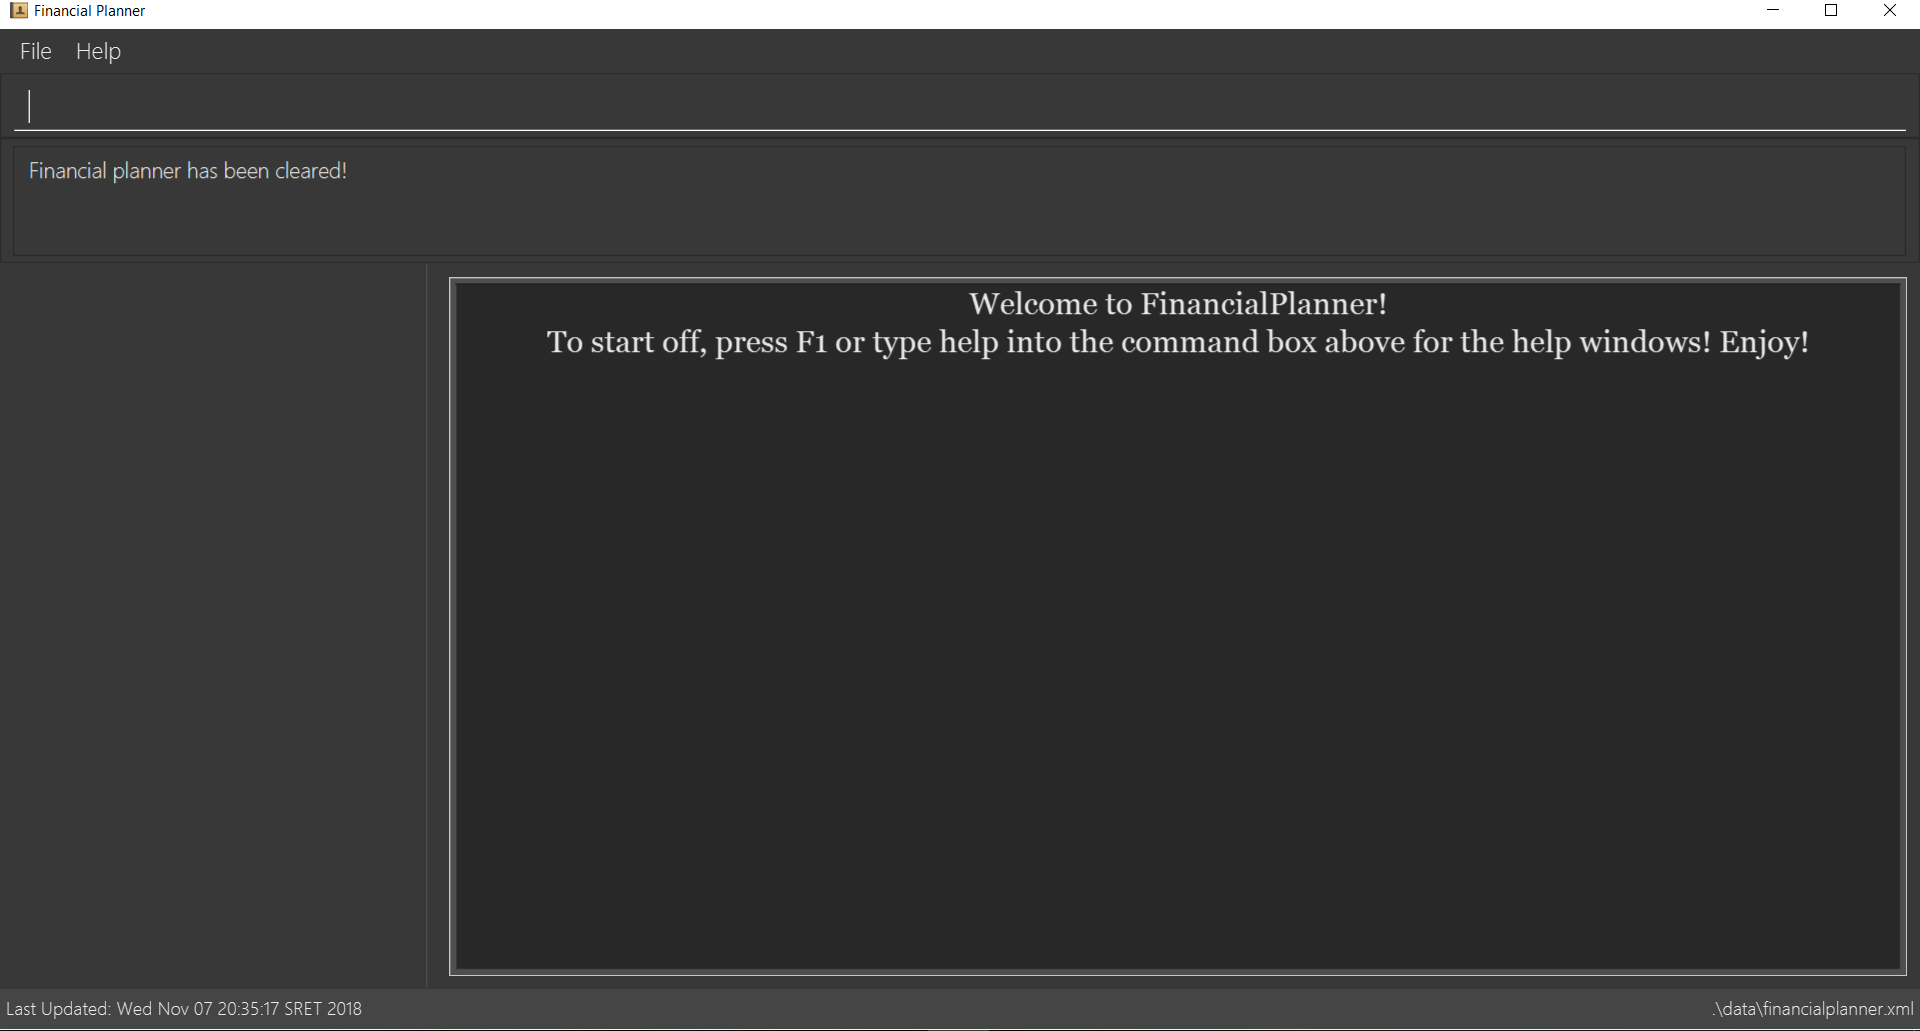 Financial Planner
File Help
Financial planner has been cleared!
Welcome to FinancialPlanner!
To start off, press F1 or type help into the command box above for the help windows! Enjoy!
Last Updated: Wed Nov 07 20:35:17 SRET 2018
.\data\financialplanner.xml